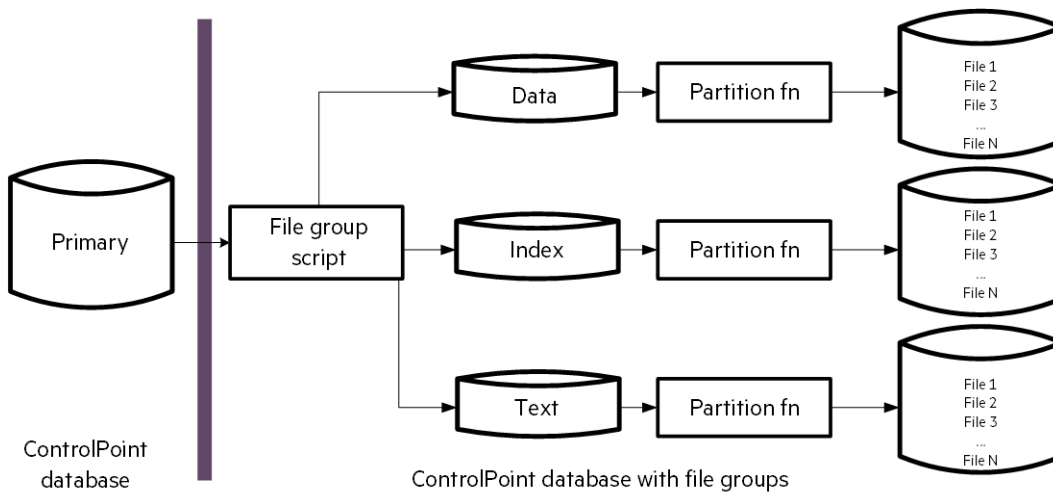 Data
Partition fn
File 1
File 2
File 3
...
File N
Primary
File group
script
Index
Partition fn
File 1
File 2
File 3
...
File N
Text
Partition fn
File 1
File 2
File 3
...
File N
ControlPoint
database
ControlPoint database with file groups